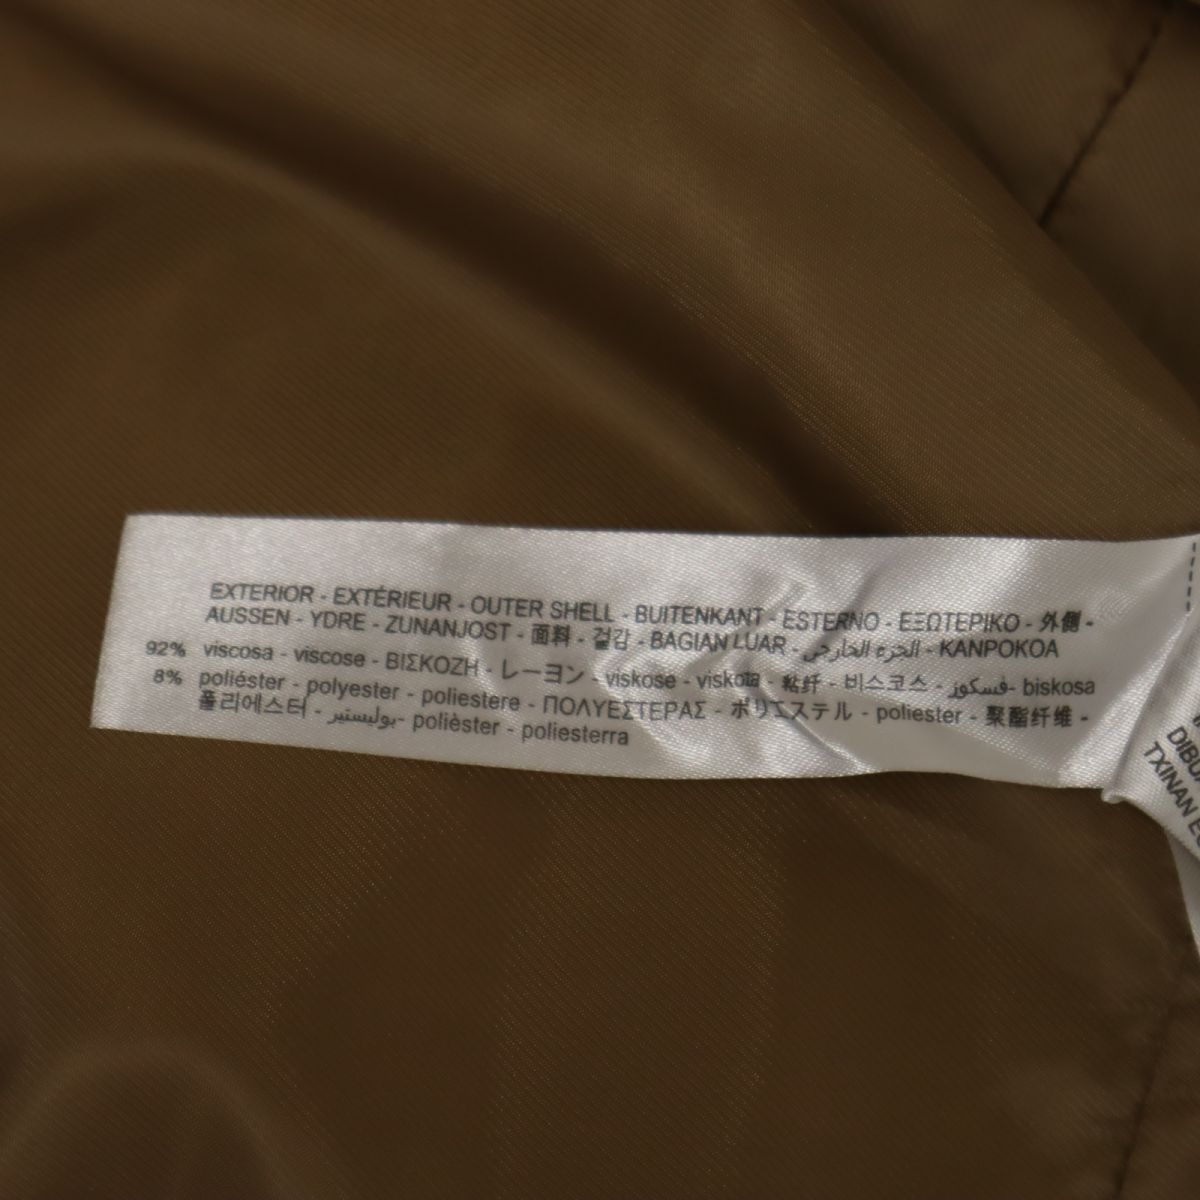 EXTERIOR - EXTÉRIEUR - OUTER SHELL - BUITENKANT - ESTERNO - ΕΞΩΤΕΡΙΚΟ - 外側 -
AUSSEN - YDRE - ZUNANJOST - 面料 - 겉감 - BAGIAN LUAR - الجزء الخارجي - KANPOKOA
92% viscosa - viscose - ΒΙΣΚΟΖΗ - レーヨン - viskose - viskoza - 粘纤 - 비스코스 - فسكوز - biskosa
8% poliéster - polyester - poliestere - ΠΟΛΥΕΣΤΕΡΑΣ - ポリエステル - poliester - 聚酯纤维 -
폴리에스터 - بوليستير - polièster - poliesterra
TXINAN